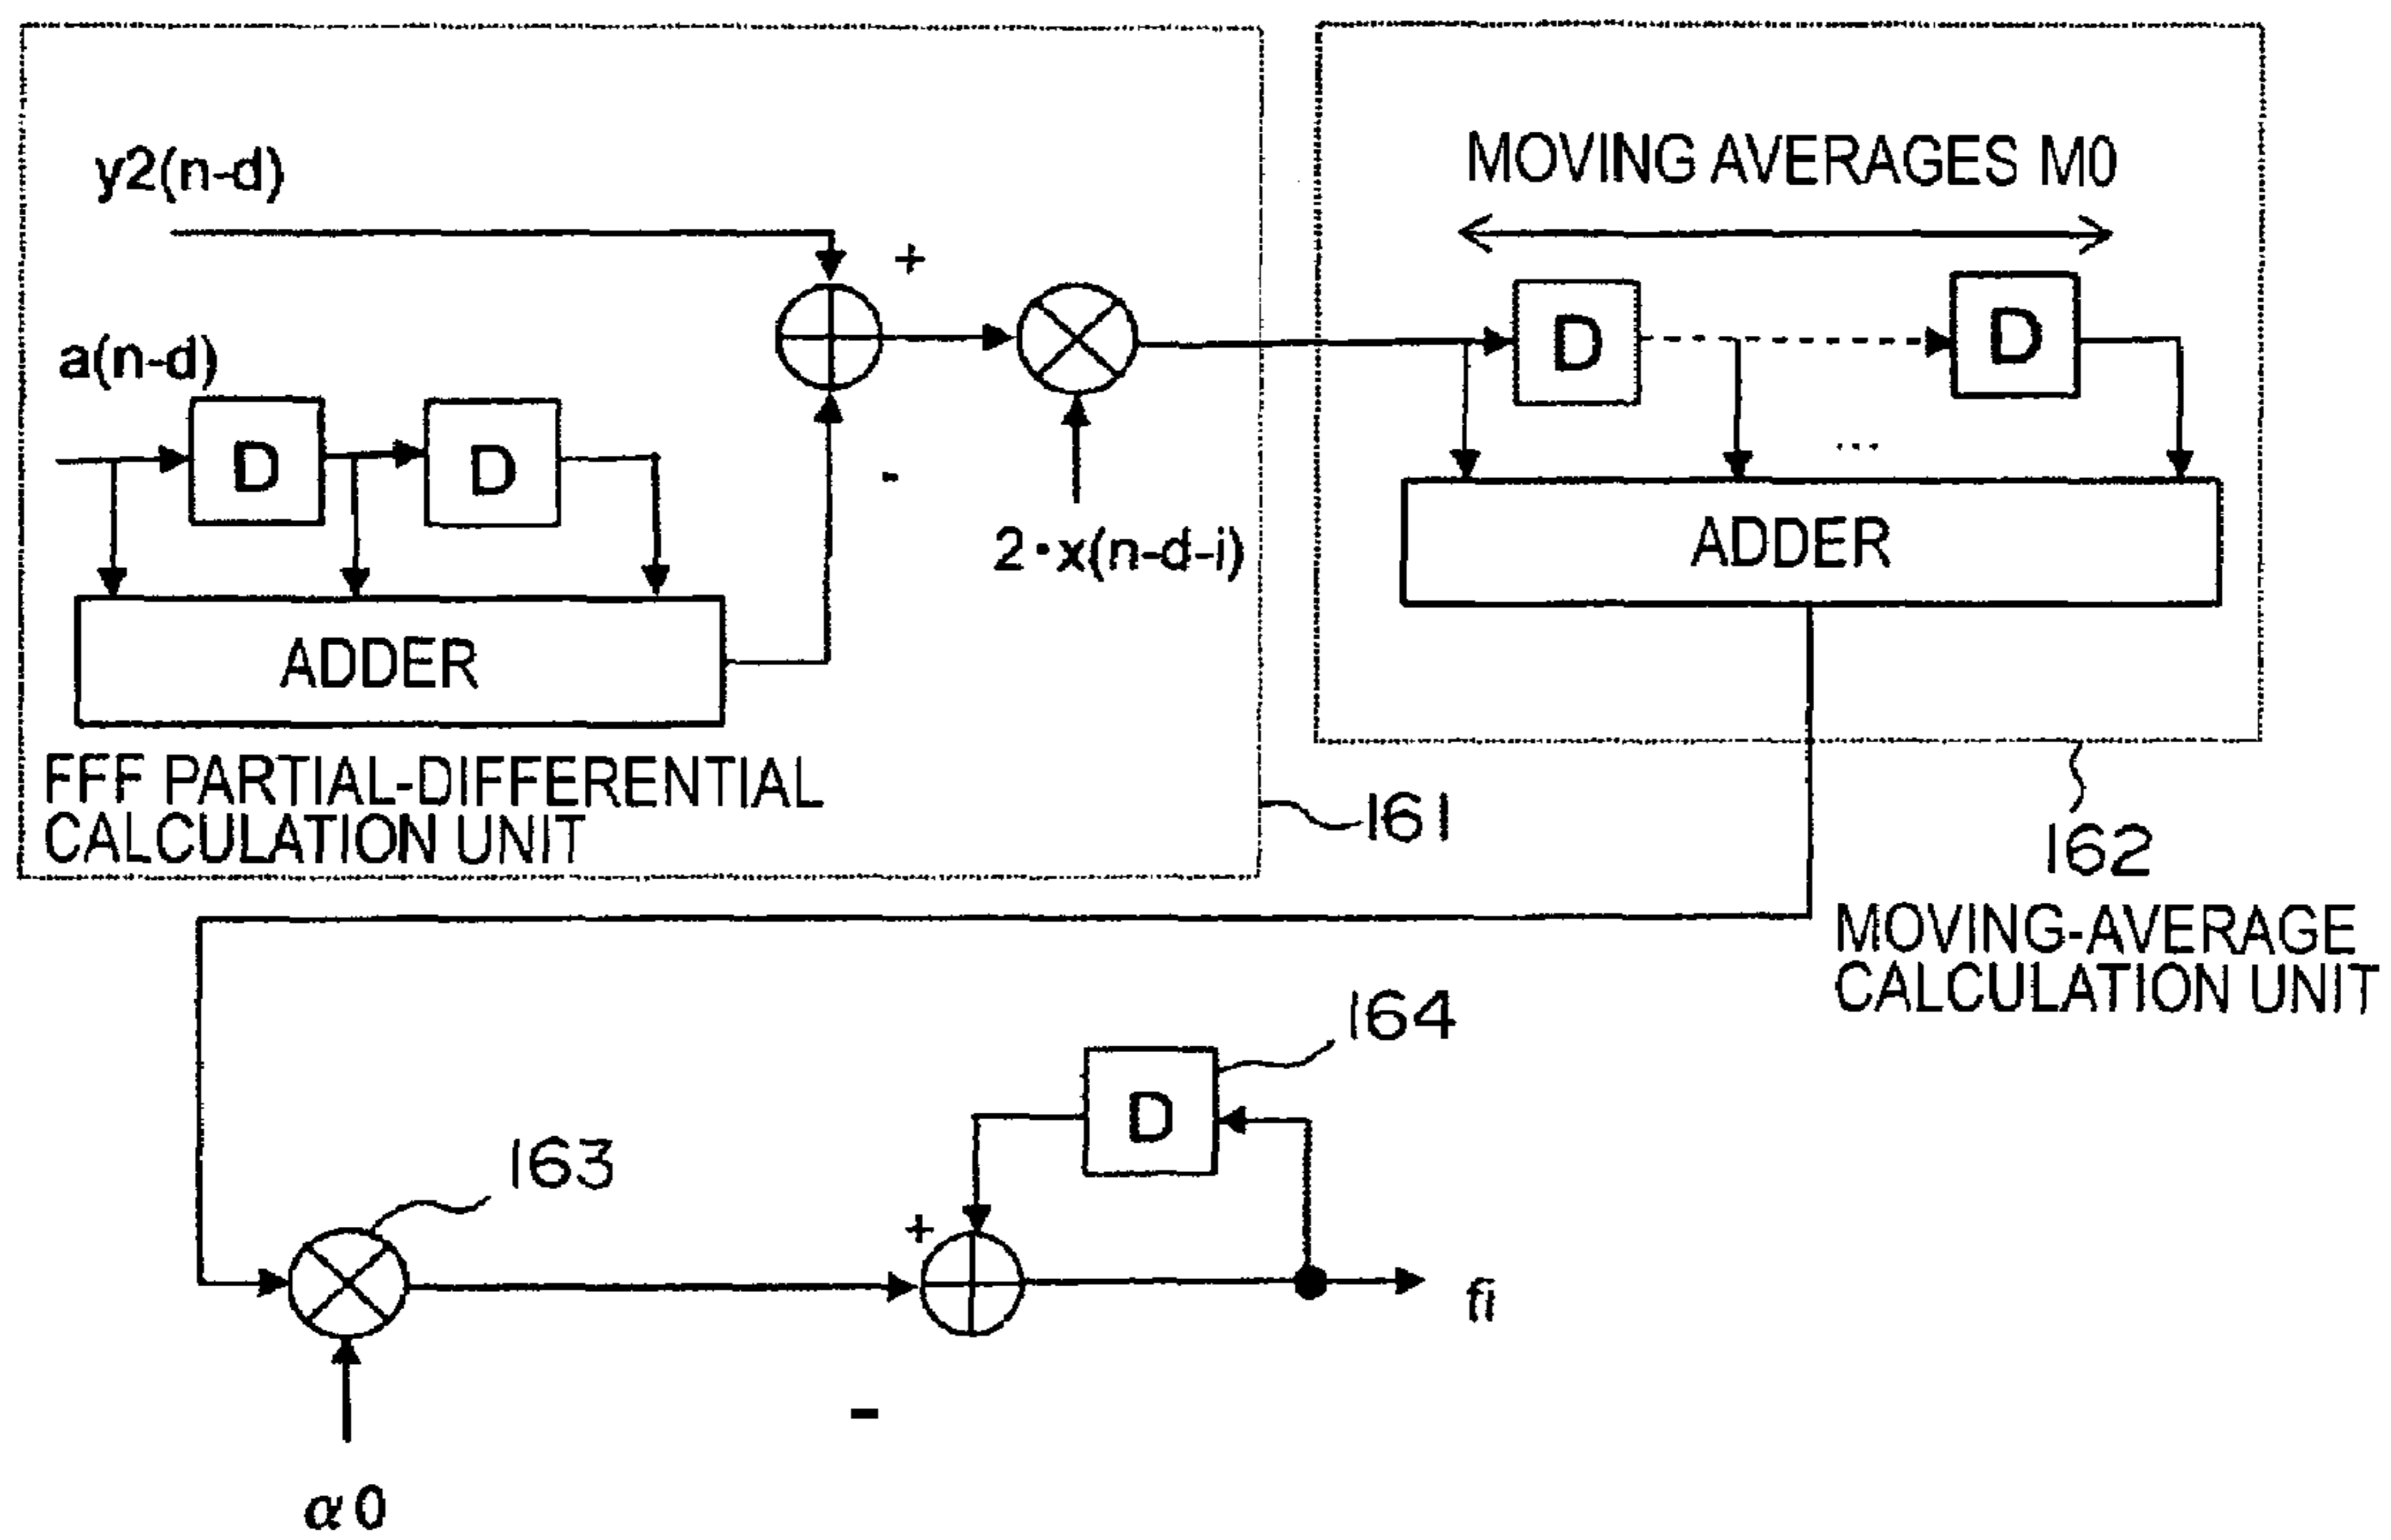 y2(n-d)
+
a(n-d)
D
D
-
2·x(n-d-i)
ADDER
FFF PARTIAL-DIFFERENTIAL
CALCULATION UNIT
161
MOVING AVERAGES M0
D
D
...
ADDER
162
MOVING-AVERAGE
CALCULATION UNIT
164
D
163
+
fi
-
α0